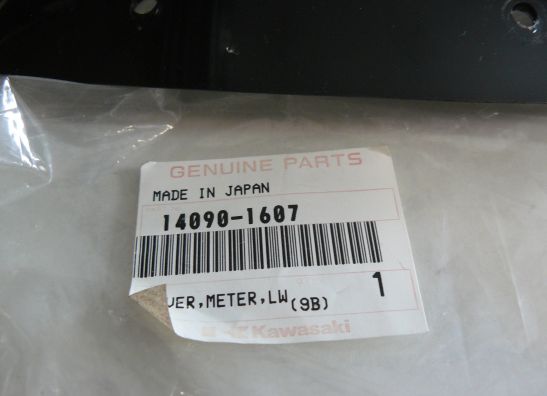 GENUINE PARTS
MADE IN JAPAN
14090-1607
VER,METER,LW(9B) 1
Kawasaki